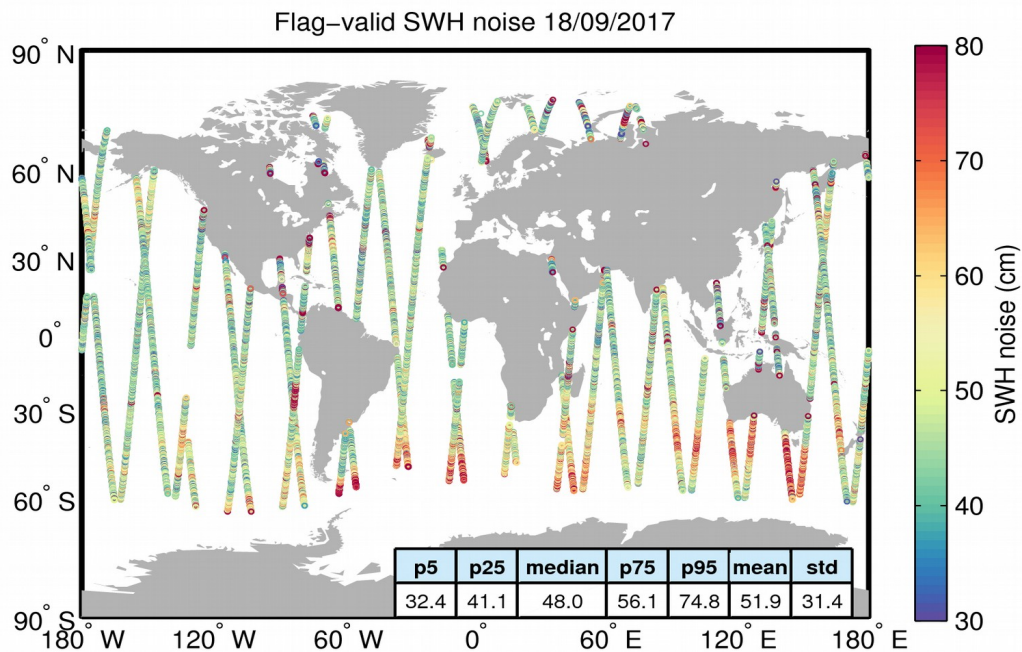 Flag−valid SWH noise 18/09/2017
90° N
60° N
30° N
0°
30° S
60° S
90° S
180° W 120° W 60° W 0° 60° E 120° E 180° E
p5 p25 median p75 p95 mean std
32.4 41.1 48.0 56.1 74.8 51.9 31.4
80
70
60
50
40
30
SWH noise (cm)